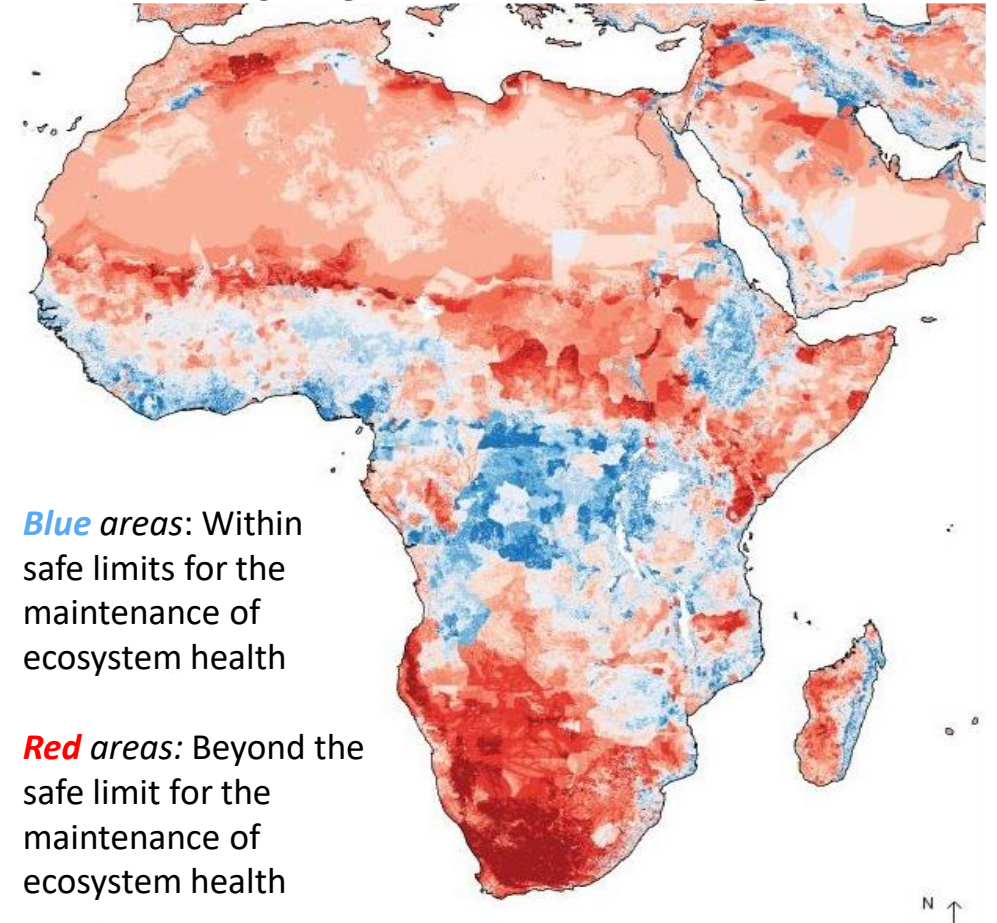 Blue areas: Within
safe limits for the
maintenance of
ecosystem health
Red areas: Beyond the
safe limit for the
maintenance of
ecosystem health
N